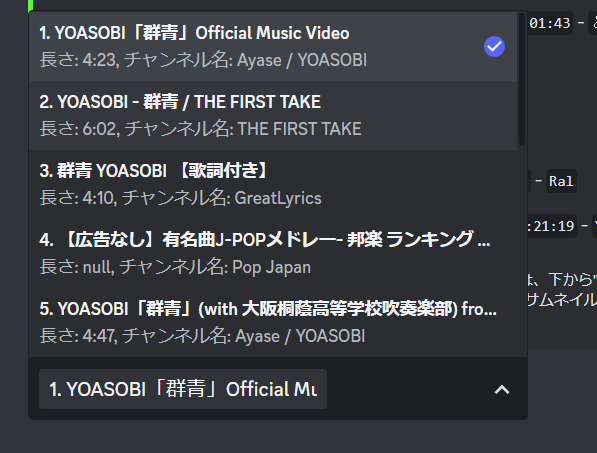 1. YOASOBI「群青」Official Music Video
01:43 -
長さ: 4:23, チャンネル名: Ayase / YOASOBI
2. YOASOBI - 群青 / THE FIRST TAKE
長さ: 6:02, チャンネル名: THE FIRST TAKE
3. 群青 YOASOBI 【歌詞付き】
- Ral
長さ: 4:10, チャンネル名: GreatLyrics
:21:19 -
4. 【広告なし】有名曲J-POPメドレー- 邦楽 ランキング ...
長さ: null, チャンネル名: Pop Japan
は、下から"
5. YOASOBI「群青」(with 大阪桐蔭高等学校吹奏楽部) fro...
サムネイル
長さ: 4:47, チャンネル名: Ayase / YOASOBI
1. YOASOBI「群青」Official Mu